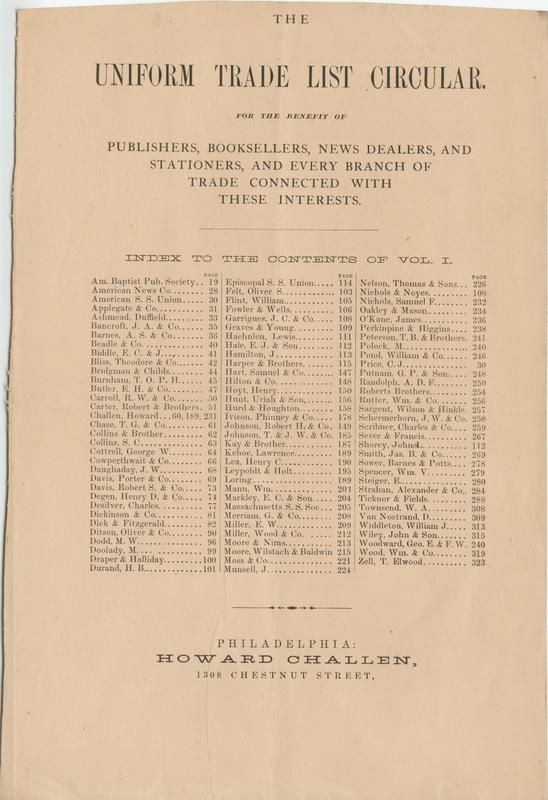 THE
UNIFORM TRADE LIST CIRCULAR.
FOR THE BENEFIT OF
PUBLISHERS, BOOKSELLERS, NEWS DEALERS, AND
STATIONERS, AND EVERY BRANCH OF
TRADE CONNECTED WITH
THESE INTERESTS.
INDEX TO THE CONTENTS OF VOL. I.
PAGE
Am. Baptist Pub. Society.. 19
American News Co........ 28
American S. S. Union..... 30
Applegate & Co........... 31
Ashmead, Duffield........ 33
Bancroft, J. A. & Co...... 35
Barnes, A. S. & Co........ 36
Beadle & Co.............. 40
Biddle, E. C. & J.......... 41
Bliss, Theodore & Co...... 42
Bridgman & Childs....... 44
Burnham, T. O. P. H..... 45
Butler, E. H. & Co........ 47
Carroll, R. W. & Co....... 50
Carter, Robert & Brothers. 51
Challen, Howard.. ,60, 189, 231
Chase, T. G. & Co......... 61
Collins & Brother......... 62
Collins, S. C.............. 63
Cottrell, George W........ 64
Cowperthwait & Co....... 66
Daughaday, J. W......... 68
Davis, Porter & Co....... 69
Davis, Robert S. & Co..... 73
Degen, Henry D. & Co.... 74
Desilver, Charles......... 77
Dickinson & Co........... 81
Dick & Fitzgerald......... 82
Ditson, Oliver & Co....... 90
Dodd, M. W............. 96
Doolady, M.............. 99
Draper & Halliday........ 100
Durand, H. B............. 101
PAGE
Episcopal S. S. Union..... 114
Felt, Oliver S............. 103
Flint, William............ 105
Fowler & Wells........... 106
Garrigues, J. C. & Co...... 108
Graves & Young.......... 109
Haehnlen, Lewis.......... 111
Hale, E. J. & Son.......... 112
Hamilton, J............... 113
Harper & Brothers........ 115
Hart, Samuel & Co........ 147
Hilton & Co.............. 148
Hoyt, Henry.............. 150
Hunt, Uriah & Son,....... 156
Hurd & Houghton........ 158
Ivison, Phinney & Co..... 178
Johnson, Robert H. & Co. 149
Johnson, T. & J. W. & Co. 185
Kay & Brother............ 187
Kehoe, Lawrence......... 189
Lea, Henry C............. 190
Leypoldt & Holt.......... 195
Loring................... 189
Mann, Wm.............. 203
Markley, E. C. & Son..... 204
Massachusetts S. S. Soc... 205
Merriam, G. & Co......... 208
Miller, E. W.............. 209
Miller, Wood & Co........ 212
Moore & Nims........... 213
Moore, Wilstach & Baldwin 215
Moss & Co............... 221
Munsell, J................ 224
PAGE
Nelson, Thomas & Sons... 226
Nichols & Noyes.......... 108
Nichols, Samuel F........ 232
Oakley & Mason.......... 234
O'Kane, James............ 236
Perkinpine & Higgins..... 238
Peterson, T. B. & Brothers. 241
Polock, M................ 240
Pond, William & Co...... 246
Price, C. J................ 30
Putnam, G. P. & Son..... 248
Randolph, A. D. F........ 250
Roberts Brothers.......... 254
Rutter, Wm. & Co........ 256
Sargent, Wilson & Hinkle. 257
Schermerhorn, J. W. & Co. 258
Scribner, Charles & Co.... 259
Sever & Francis........... 267
Shorey, John L........... 112
Smith, Jas. B. & Co....... 269
Sower, Barnes & Potts.... 278
Spencer, Wm. V.......... 279
Steiger, E................ 280
Strahan, Alexander & Co.. 284
Ticknor & Fields......... 288
Townsend, W. A......... 308
Van Nostrand, D......... 309
Widdleton, William J..... 313
Wiley, John & Son........ 315
Woodward, Geo. E. & F. W. 240
Wood, Wm. & Co........ 319
Zell, T. Elwood........... 323
PHILADELPHIA:
HOWARD CHALLEN,
1308 CHESTNUT STREET,